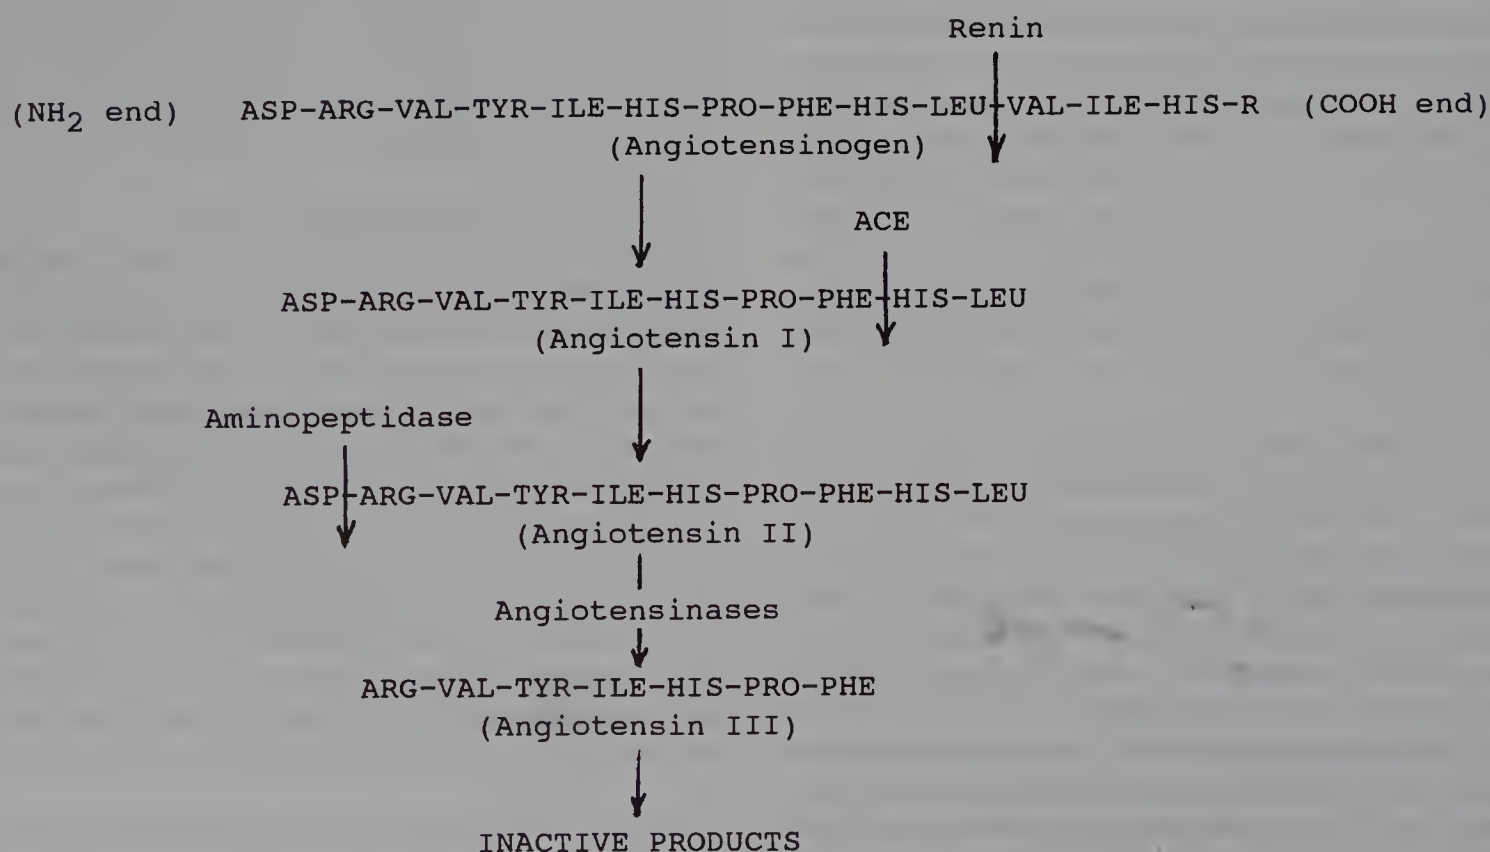 Renin
(NH2 end) ASP-ARG-VAL-TYR-ILE-HIS-PRO-PHE-HIS-LEU-VAL-ILE-HIS-R (COOH end)
(Angiotensinogen)
ACE
ASP-ARG-VAL-TYR-ILE-HIS-PRO-PHE-HIS-LEU
(Angiotensin I)
Aminopeptidase
ASP-ARG-VAL-TYR-ILE-HIS-PRO-PHE-HIS-LEU
(Angiotensin II)
Angiotensinases
ARG-VAL-TYR-ILE-HIS-PRO-PHE
(Angiotensin III)
INACTIVE PRODUCTS